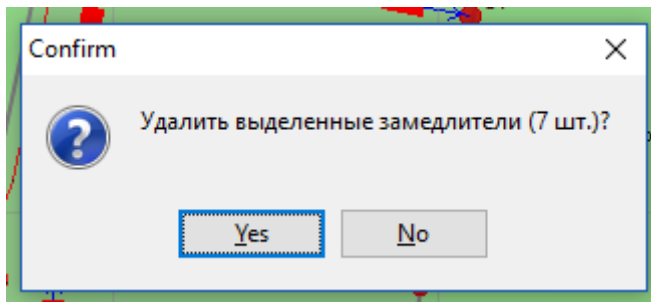 Confirm
Удалить выделенные замедлители (7 шт.)?
Yes
No